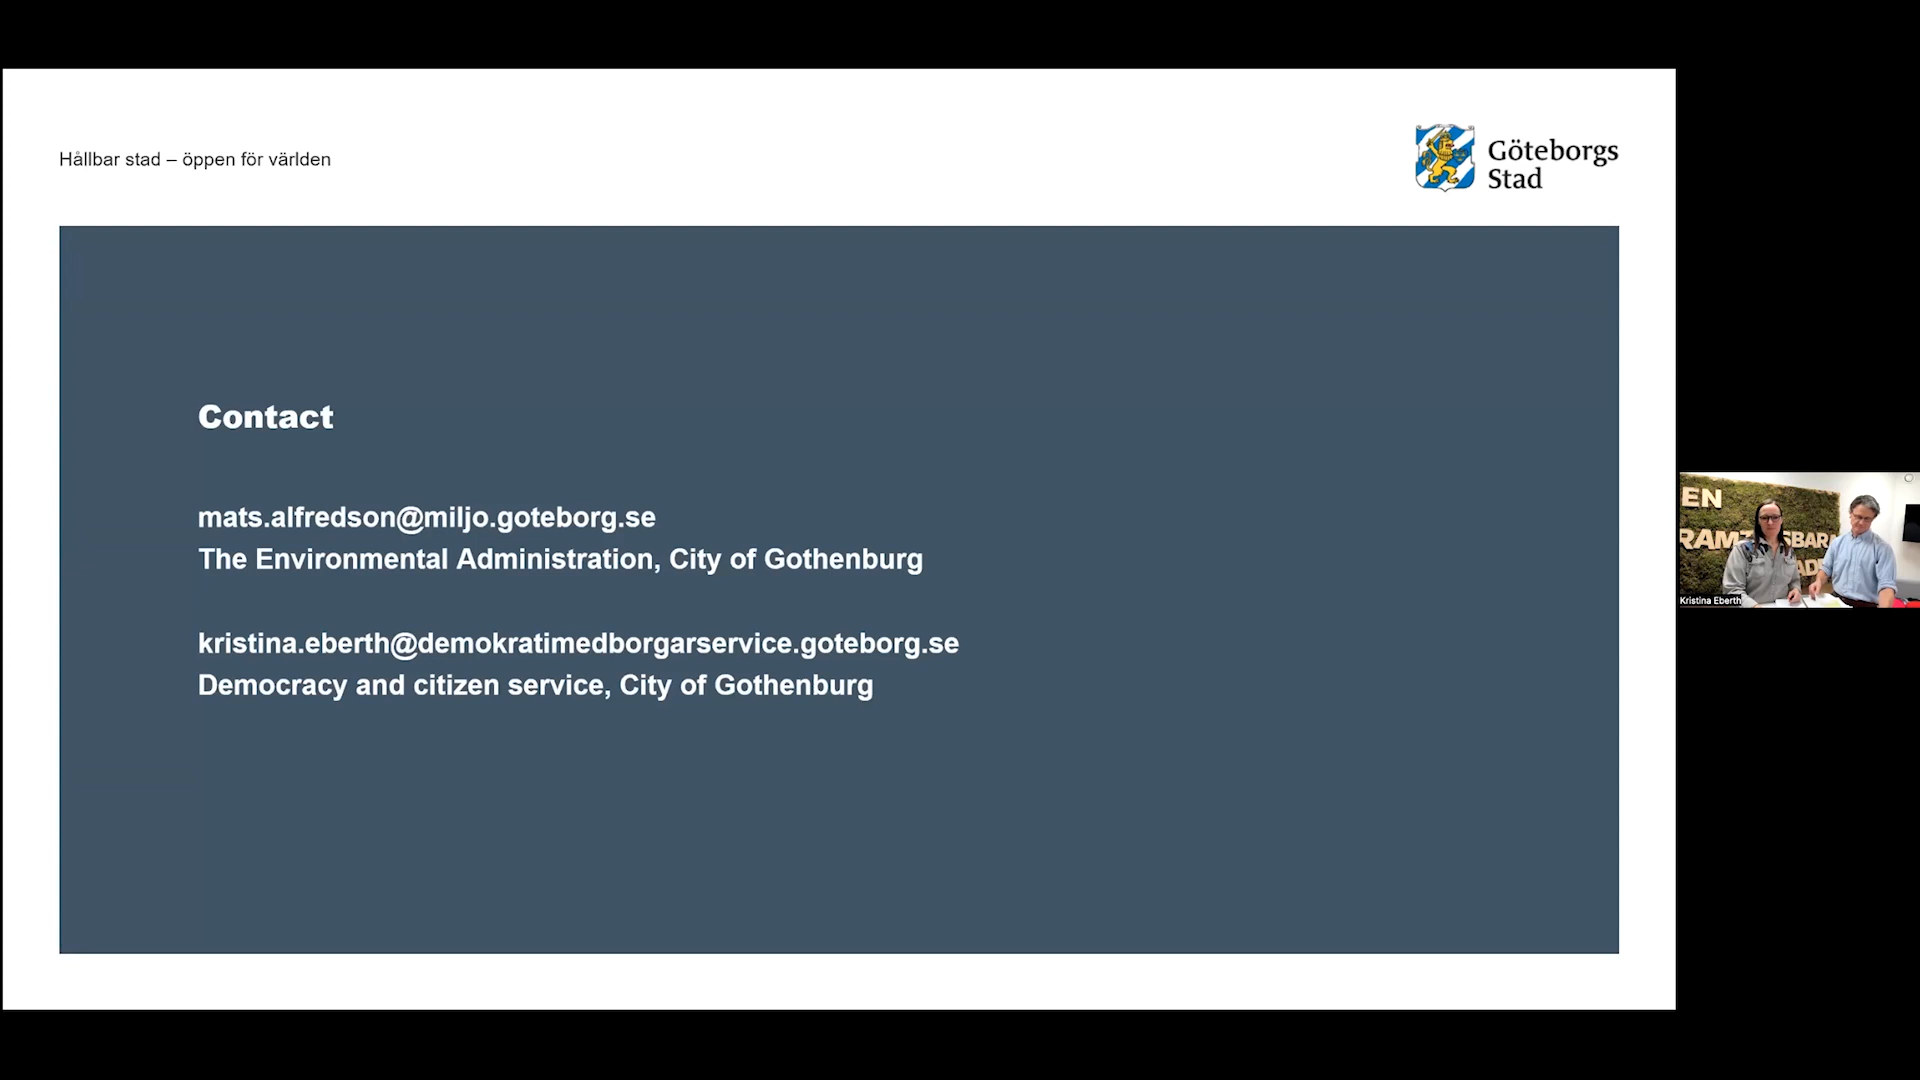 Hållbar stad – öppen för världen
Göteborgs
Stad
Contact
mats.alfredson@miljo.goteborg.se
The Environmental Administration, City of Gothenburg
kristina.eberth@demokratimedborgarservice.goteborg.se
Democracy and citizen service, City of Gothenburg
EN
Kristina Eberth